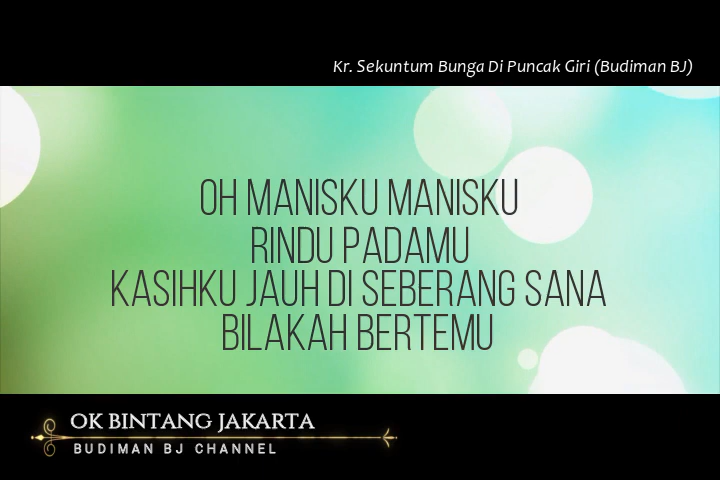 Kr. Sekuntum Bunga Di Puncak Giri (Budiman BJ)
OH MANISKU MANISKU
RINDU PADAMU
KASIHKU JAUH DI SEBERANG SANA
BILAKAH BERTEMU
OK BINTANG JAKARTA
BUDIMAN BJ CHANNEL